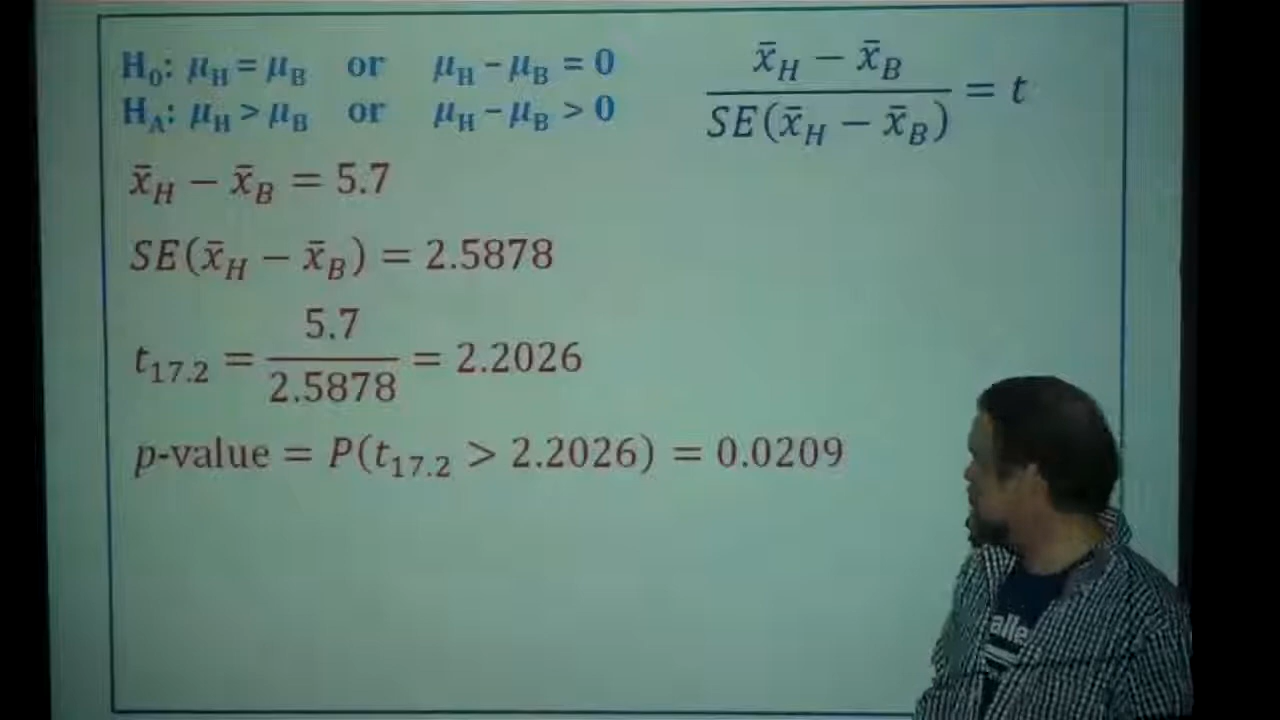 H₀: μ_H = μ_B or μ_H − μ_B = 0
H_A: μ_H > μ_B or μ_H − μ_B > 0
(x̄_H − x̄_B) / SE(x̄_H − x̄_B) = t
x̄_H − x̄_B = 5.7
SE(x̄_H − x̄_B) = 2.5878
t₁₇.₂ = 5.7 / 2.5878 = 2.2026
p-value = P(t₁₇.₂ > 2.2026) = 0.0209